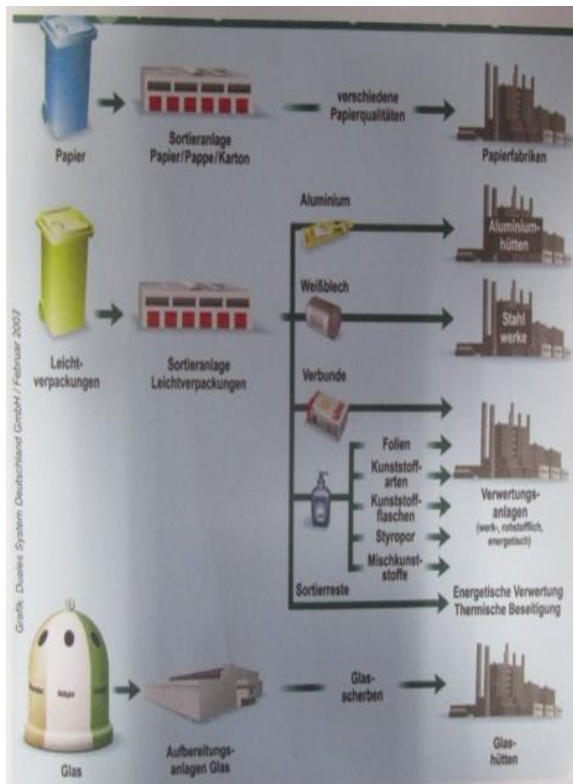 Papier
Sortieranlage
Papier/Pappe/Karton
verschiedene
Papierqualitäten
Papierfabriken
Leicht-
verpackungen
Sortieranlage
Leichtverpackungen
Aluminium
Aluminium-
hütten
Weißblech
Stahl
werke
Verbunde
Folien
Kunststoff-
arten
Kunststoff-
flaschen
Styropor
Mischkunst-
stoffe
Verwertungs-
anlagen
(werk-, rohstofflich,
energetisch)
Sortierreste
Energetische Verwertung
Thermische Beseitigung
Glas
Aufbereitungs-
anlagen Glas
Glas-
scherben
Glas-
hütten
Grafik: Duales System Deutschland GmbH / Februar 2007